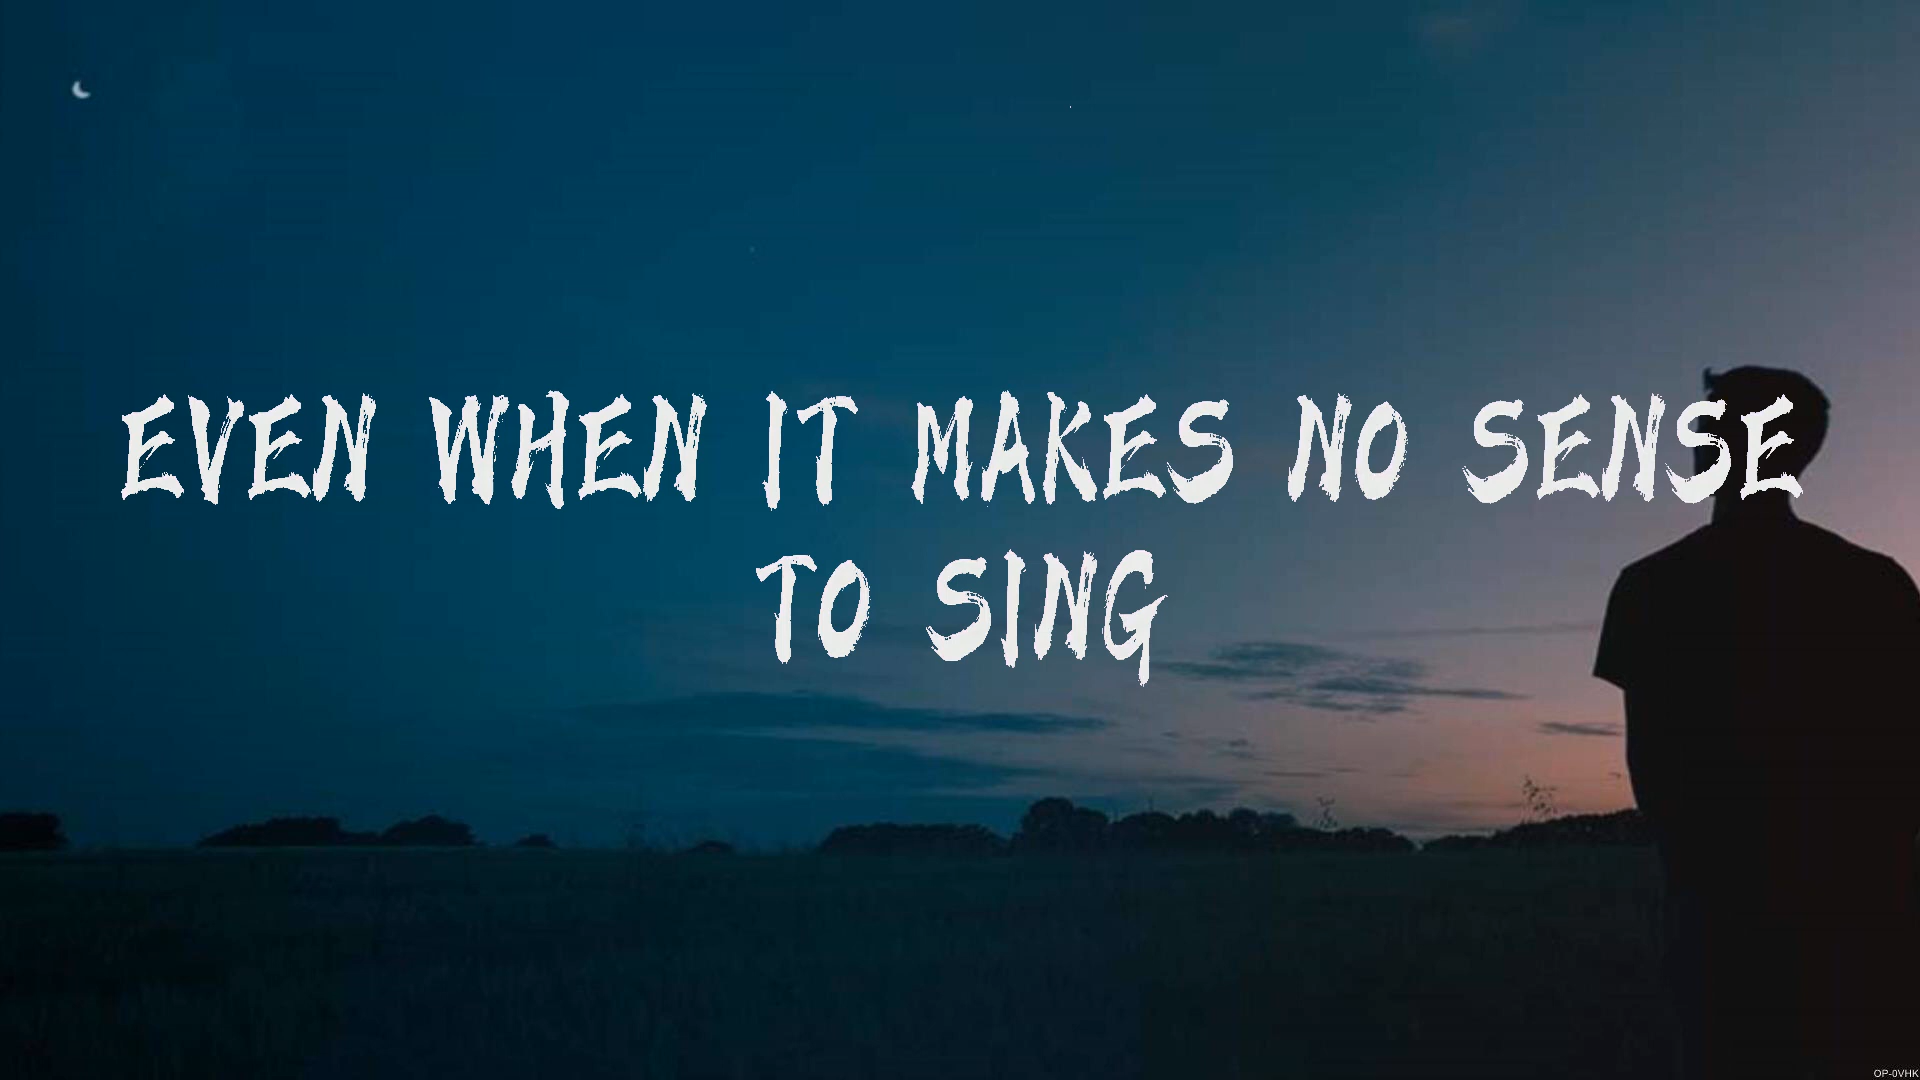 EVEN WHEN IT MAKES NO SENSE
TO SING
OP-0VHK